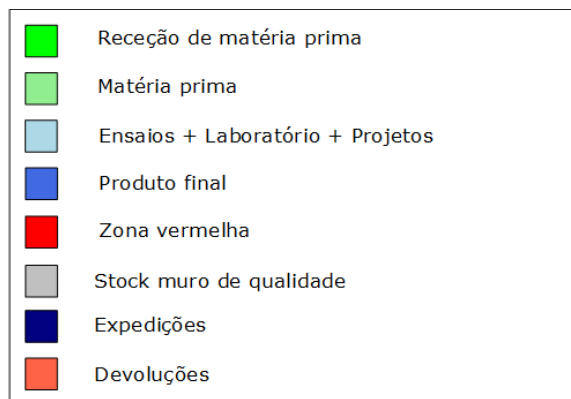 Receção de matéria prima
Matéria prima
Ensaios + Laboratório + Projetos
Produto final
Zona vermelha
Stock muro de qualidade
Expedições
Devoluções